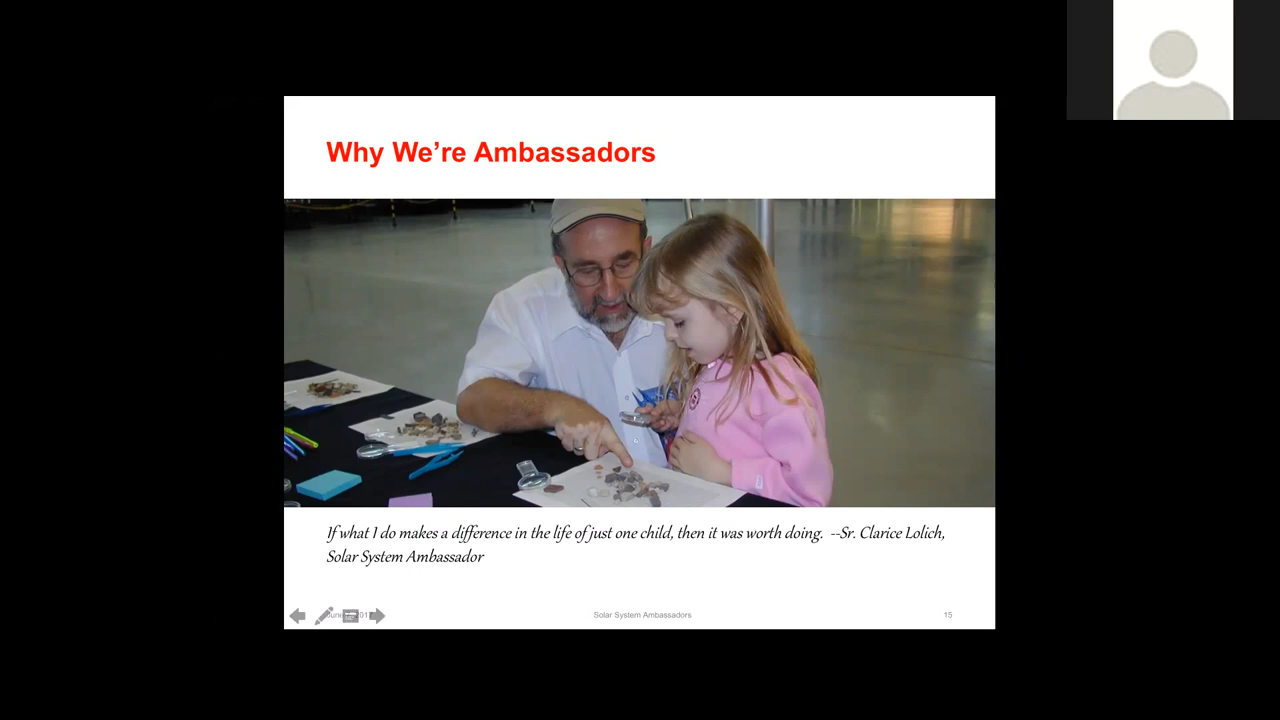 Why We're Ambassadors
If what I do makes a difference in the life of just one child, then it was worth doing.  --Sr. Clarice Lolich,
Solar System Ambassador
Solar System Ambassadors
15